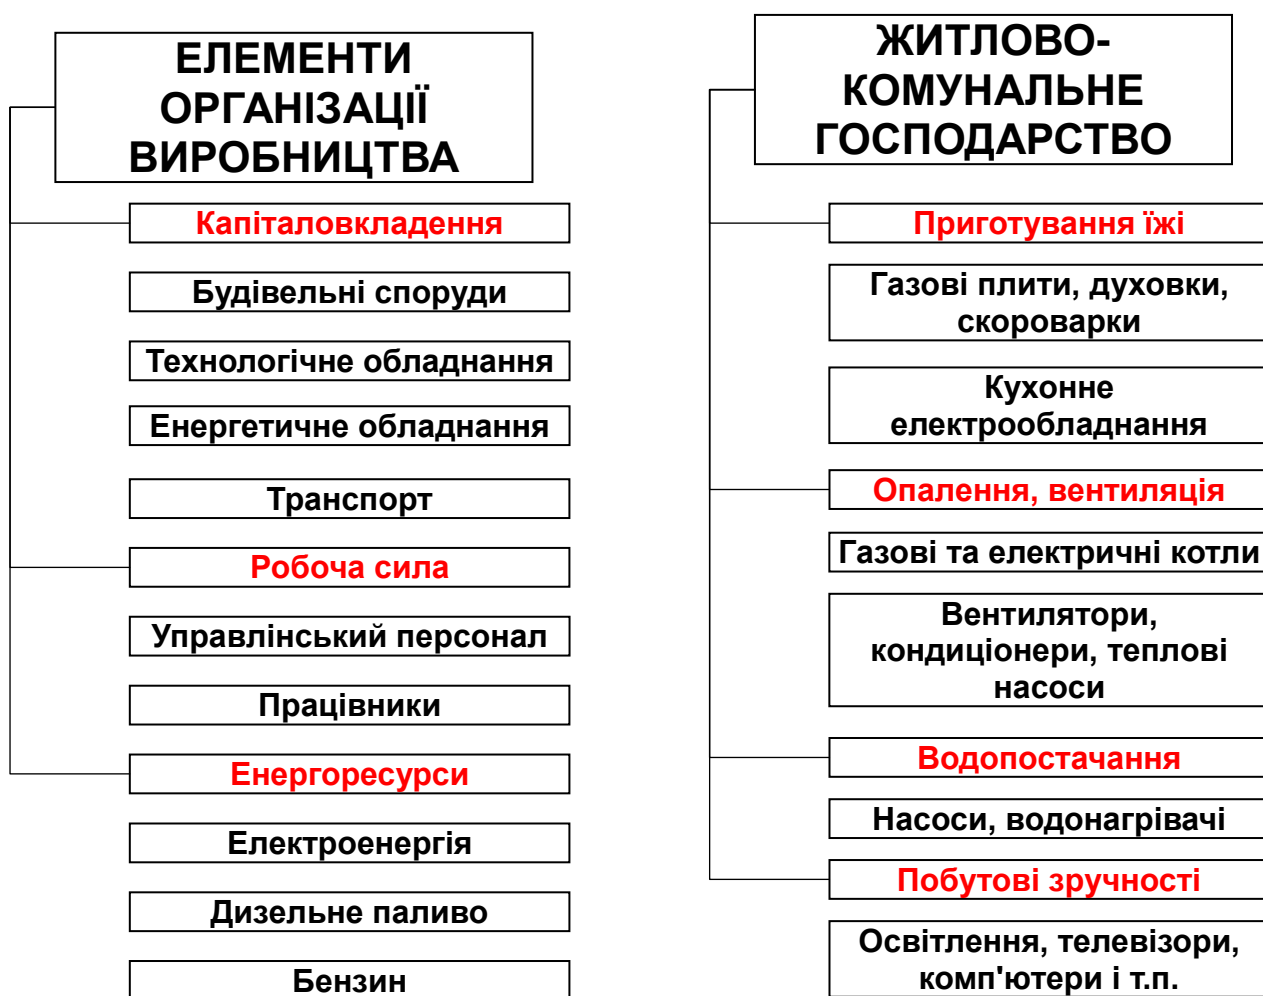 ЕЛЕМЕНТИ
ОРГАНІЗАЦІЇ
ВИРОБНИЦТВА
Капіталовкладення
Будівельні споруди
Технологічне обладнання
Енергетичне обладнання
Транспорт
Робоча сила
Управлінський персонал
Працівники
Енергоресурси
Електроенергія
Дизельне паливо
Бензин
ЖИТЛОВО-
КОМУНАЛЬНЕ
ГОСПОДАРСТВО
Приготування їжі
Газові плити, духовки,
скороварки
Кухонне
електрообладнання
Опалення, вентиляція
Газові та електричні котли
Вентилятори,
кондиціонери, теплові
насоси
Водопостачання
Насоси, водонагрівачі
Побутові зручності
Освітлення, телевізори,
комп'ютери і т.п.